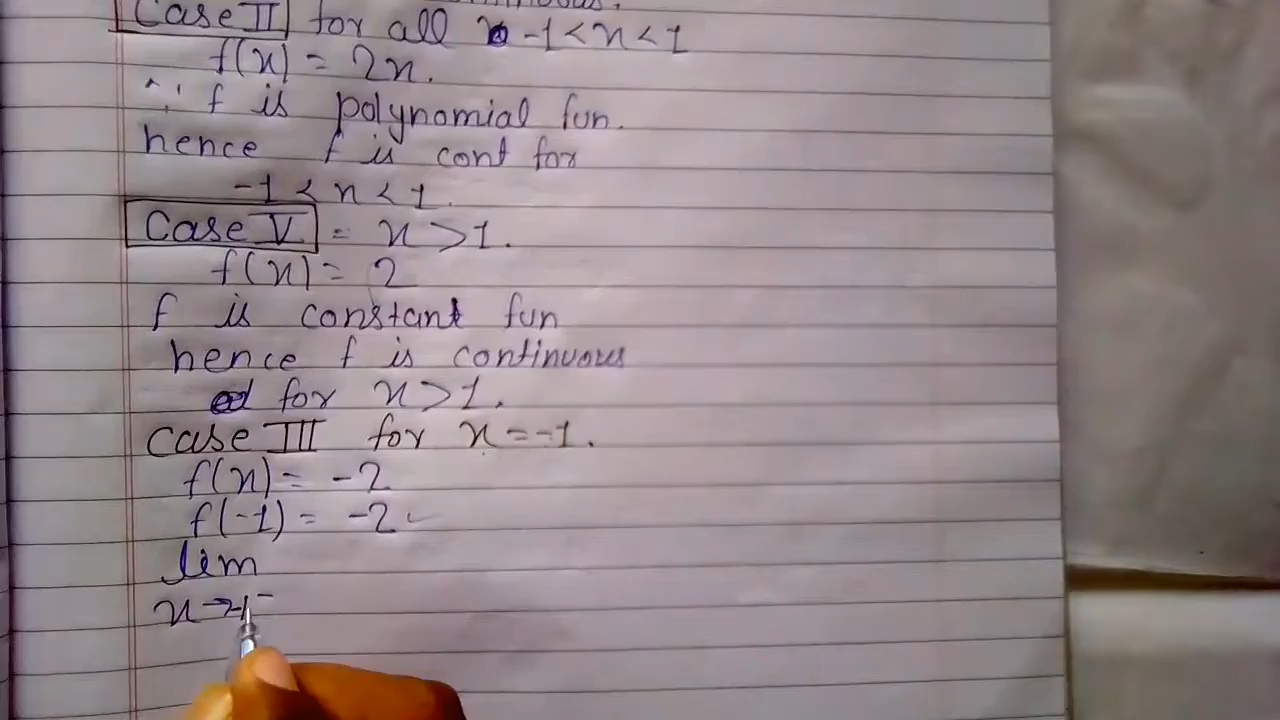 Case II for all -1 < x < 1
f(x) = 2x.
∵ f is polynomial fun.
hence f is cont for
-1 < x < 1.
Case V = x > 1.
f(x) = 2
f is constant fun
hence f is continuous
for x > 1.
Case III for x = -1.
f(x) = -2
f(-1) = -2
lim
x → -1⁻